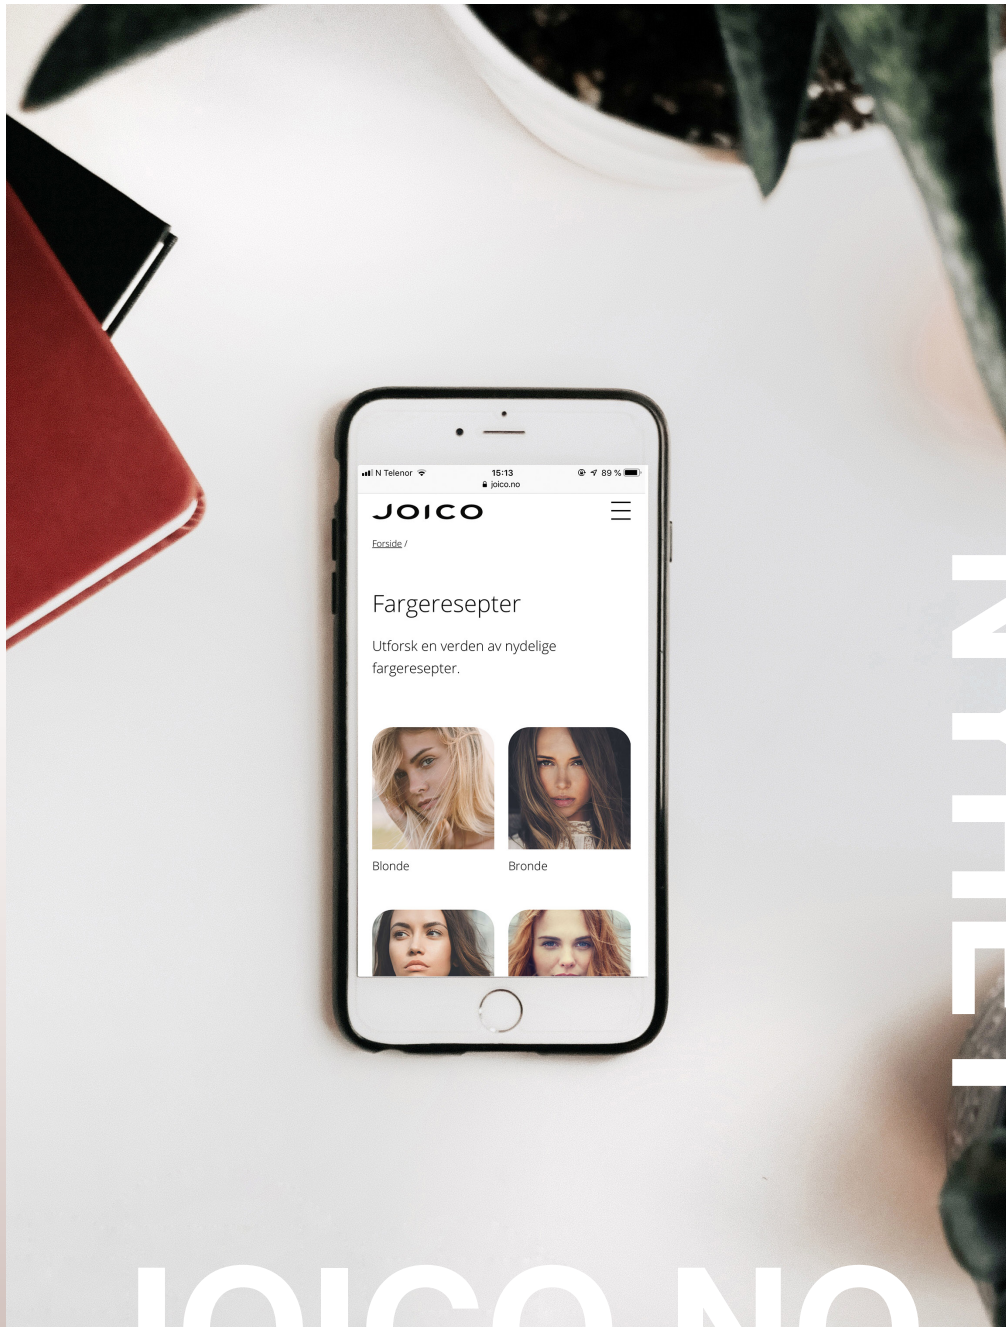 N Telenor 15:13 89 %
joico.no
JOICO
Forside /
Fargeresepter
Utforsk en verden av nydelige
fargeresepter.
Blonde Bronde
NYHET
JOICO.NO